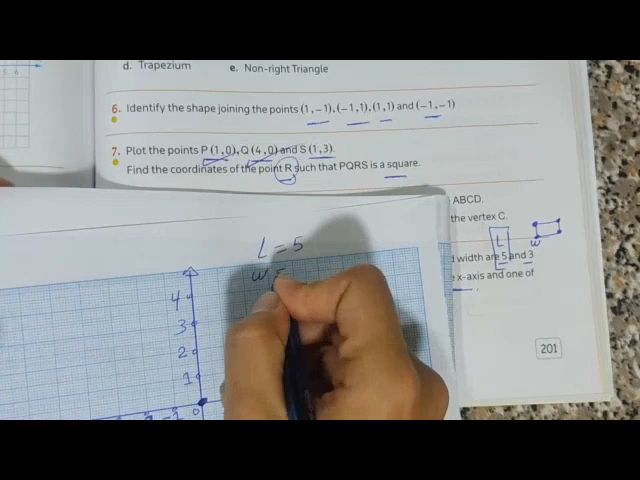 5 6
d. Trapezium e. Non-right Triangle
6. Identify the shape joining the points (1,-1),(-1,1),(1,1) and (-1,-1)
7. Plot the points P (1,0), Q (4,0) and S (1,3).
Find the coordinates of the point R such that PQRS is a square.
ABCD.
the vertex C.
L
w
d width are 5 and 3
x-axis and one of
201
L = 5
w
4
3
2
1
0
-1